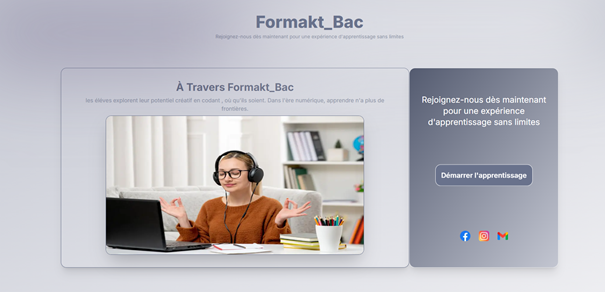 Formakt_Bac
Rejoignez-nous dès maintenant pour une expérience d'apprentissage sans limites
À Travers Formakt_Bac
les élèves explorent leur potentiel créatif en codant , où qu'ils soient. Dans l'ère numérique, apprendre n'a plus de
frontières.
Rejoignez-nous dès maintenant
pour une expérience
d'apprentissage sans limites
Démarrer l'apprentissage